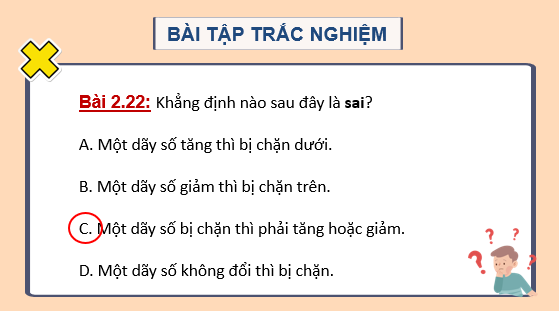 BÀI TẬP TRẮC NGHIỆM
Bài 2.22: Khẳng định nào sau đây là sai?
A. Một dãy số tăng thì bị chặn dưới.
B. Một dãy số giảm thì bị chặn trên.
C. Một dãy số bị chặn thì phải tăng hoặc giảm.
D. Một dãy số không đổi thì bị chặn.